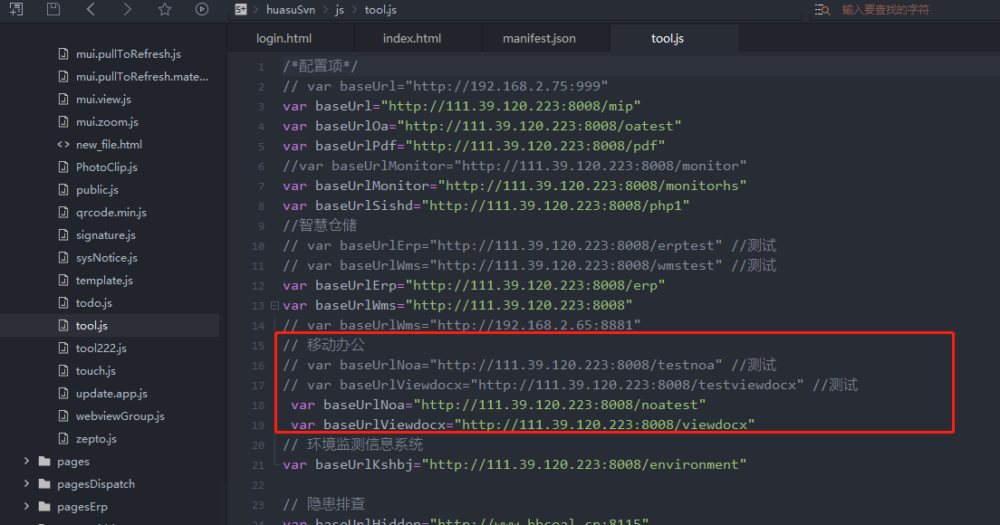 huasuSvn > js > tool.js
输入要查找的字符
login.html index.html manifest.json tool.js
mui.pullToRefresh.js
mui.pullToRefresh.mate...
mui.view.js
mui.zoom.js
<> new_file.html
PhotoClip.js
public.js
qrcode.min.js
signature.js
sysNotice.js
template.js
todo.js
tool.js
tool222.js
touch.js
update.app.js
webviewGroup.js
zepto.js
pages
pagesDispatch
pagesErp
1 /*配置项*/
2 // var baseUrl="http://192.168.2.75:999"
3 var baseUrl="http://111.39.120.223:8008/mip"
4 var baseUrlOa="http://111.39.120.223:8008/oatest"
5 var baseUrlPdf="http://111.39.120.223:8008/pdf"
6 //var baseUrlMonitor="http://111.39.120.223:8008/monitor"
7 var baseUrlMonitor="http://111.39.120.223:8008/monitorhs"
8 var baseUrlSishd="http://111.39.120.223:8008/php1"
9 //智慧仓储
10 // var baseUrlErp="http://111.39.120.223:8008/erptest" //测试
11 // var baseUrlWms="http://111.39.120.223:8008/wmstest" //测试
12 var baseUrlErp="http://111.39.120.223:8008/erp"
13 var baseUrlWms="http://111.39.120.223:8008"
14 // var baseUrlWms="http://192.168.2.65:8881"
15 // 移动办公
16 // var baseUrlNoa="http://111.39.120.223:8008/testnoa" //测试
17 // var baseUrlViewdocx="http://111.39.120.223:8008/testviewdocx" //测试
18 var baseUrlNoa="http://111.39.120.223:8008/noatest"
19 var baseUrlViewdocx="http://111.39.120.223:8008/viewdocx"
20 // 环境监测信息系统
21 var baseUrlKshbj="http://111.39.120.223:8008/environment"
22
23 // 隐患排查
24 var baseUrlHidden="http://www.hbcoal.cn:8115"